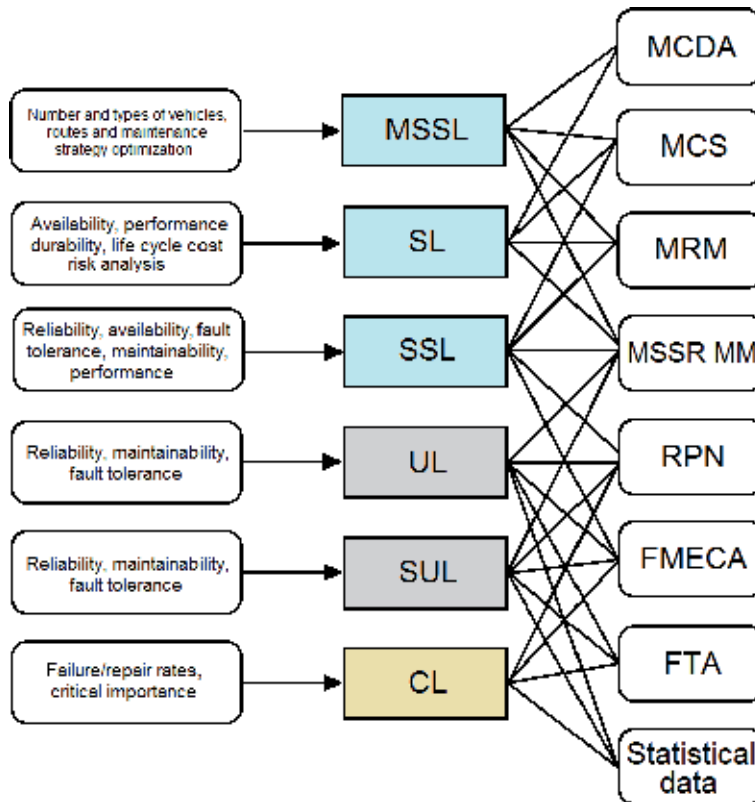 Number and types of vehicles,
routes and maintenance
strategy optimization
Availability, performance
durability, life cycle cost
risk analysis
Reliability, availability, fault
tolerance, maintainability,
performance
Reliability, maintainability,
fault tolerance
Reliability, maintainability,
fault tolerance
Failure/repair rates,
critical importance
MSSL
SL
SSL
UL
SUL
CL
MCDA
MCS
MRM
MSSR MM
RPN
FMECA
FTA
Statistical
data